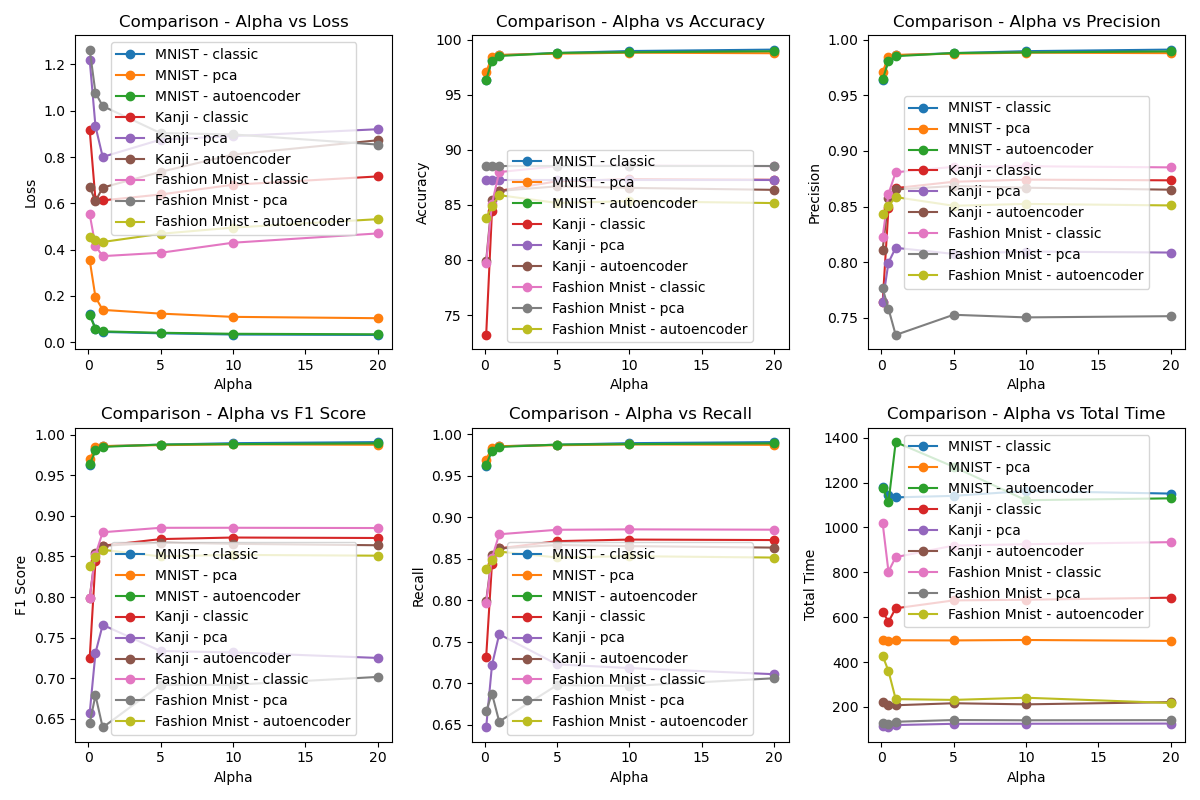 Comparison - Alpha vs Loss
Loss
1.2
1.0
0.8
0.6
0.4
0.2
0.0
MNIST - classic
MNIST - pca
MNIST - autoencoder
Kanji - classic
Kanji - pca
Kanji - autoencoder
Fashion Mnist - classic
Fashion Mnist - pca
Fashion Mnist - autoencoder
0 5 10 15 20
Alpha
Comparison - Alpha vs Accuracy
Accuracy
100
95
90
85
80
75
MNIST - classic
MNIST - pca
MNIST - autoencoder
Kanji - classic
Kanji - pca
Kanji - autoencoder
Fashion Mnist - classic
Fashion Mnist - pca
Fashion Mnist - autoencoder
0 5 10 15 20
Alpha
Comparison - Alpha vs Precision
Precision
1.00
0.95
0.90
0.85
0.80
0.75
MNIST - classic
MNIST - pca
MNIST - autoencoder
Kanji - classic
Kanji - pca
Kanji - autoencoder
Fashion Mnist - classic
Fashion Mnist - pca
Fashion Mnist - autoencoder
0 5 10 15 20
Alpha
Comparison - Alpha vs F1 Score
F1 Score
1.00
0.95
0.90
0.85
0.80
0.75
0.70
0.65
MNIST - classic
MNIST - pca
MNIST - autoencoder
Kanji - classic
Kanji - pca
Kanji - autoencoder
Fashion Mnist - classic
Fashion Mnist - pca
Fashion Mnist - autoencoder
0 5 10 15 20
Alpha
Comparison - Alpha vs Recall
Recall
1.00
0.95
0.90
0.85
0.80
0.75
0.70
0.65
MNIST - classic
MNIST - pca
MNIST - autoencoder
Kanji - classic
Kanji - pca
Kanji - autoencoder
Fashion Mnist - classic
Fashion Mnist - pca
Fashion Mnist - autoencoder
0 5 10 15 20
Alpha
Comparison - Alpha vs Total Time
Total Time
1400
1200
1000
800
600
400
200
MNIST - classic
MNIST - pca
MNIST - autoencoder
Kanji - classic
Kanji - pca
Kanji - autoencoder
Fashion Mnist - classic
Fashion Mnist - pca
Fashion Mnist - autoencoder
0 5 10 15 20
Alpha